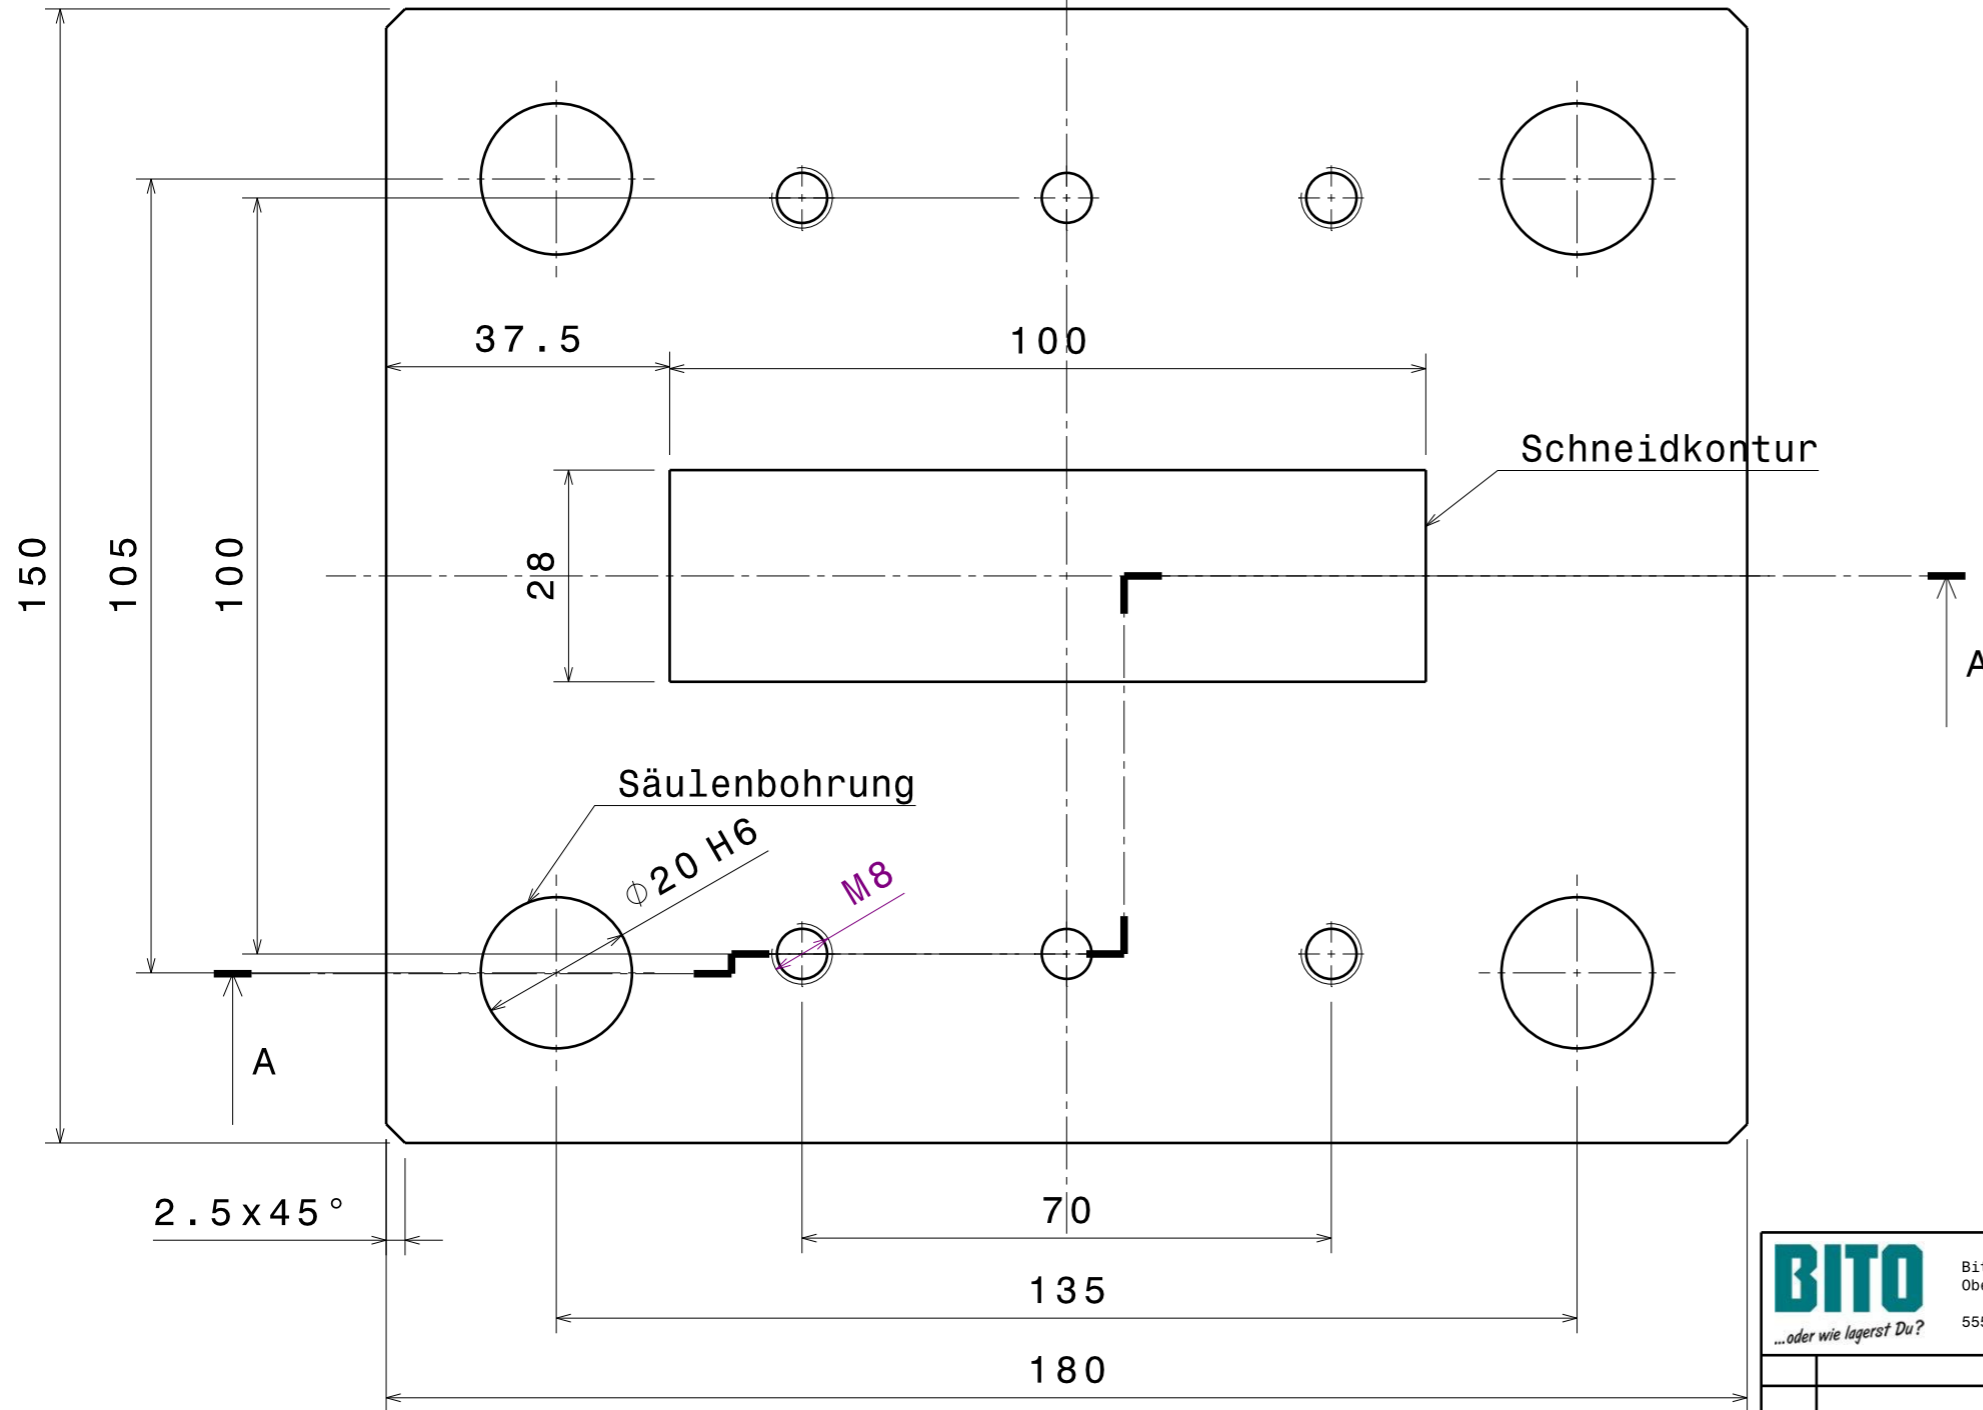 37.5
100
Schneidkontur
150
105
100
28
A
Säulenbohrung
⌀20 H6
M8
A
2.5x45°
70
135
180
BITO
...oder wie lagerst Du?